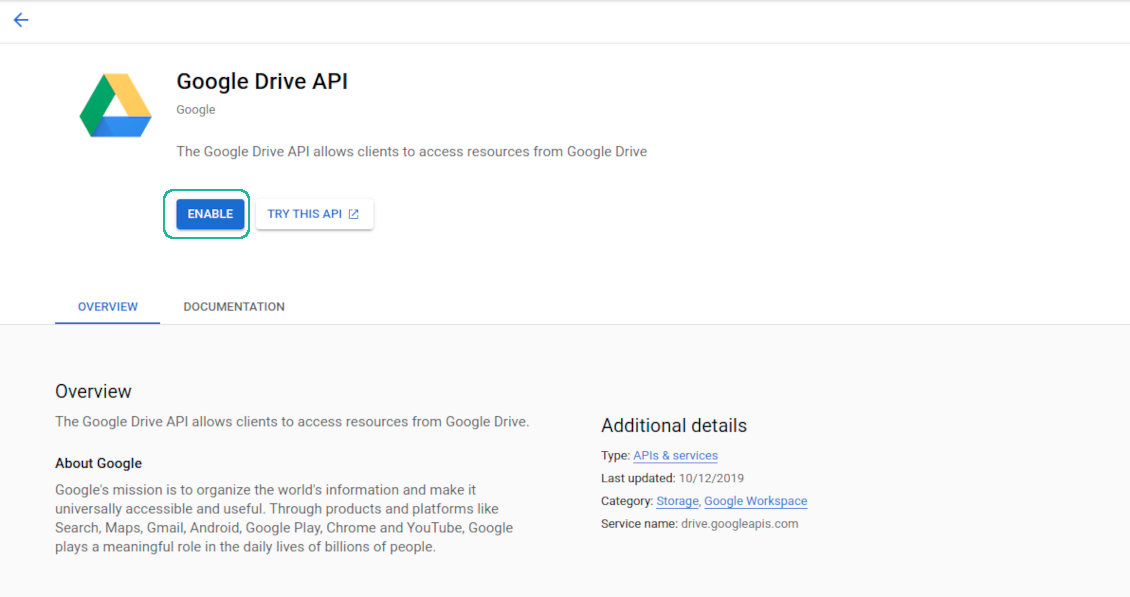 Google Drive API
Google
The Google Drive API allows clients to access resources from Google Drive
ENABLE
TRY THIS API
OVERVIEW
DOCUMENTATION
Overview
The Google Drive API allows clients to access resources from Google Drive.
About Google
Google's mission is to organize the world's information and make it
universally accessible and useful. Through products and platforms like
Search, Maps, Gmail, Android, Google Play, Chrome and YouTube, Google
plays a meaningful role in the daily lives of billions of people.
Additional details
Type: APIs & services
Last updated: 10/12/2019
Category: Storage, Google Workspace
Service name: drive.googleapis.com